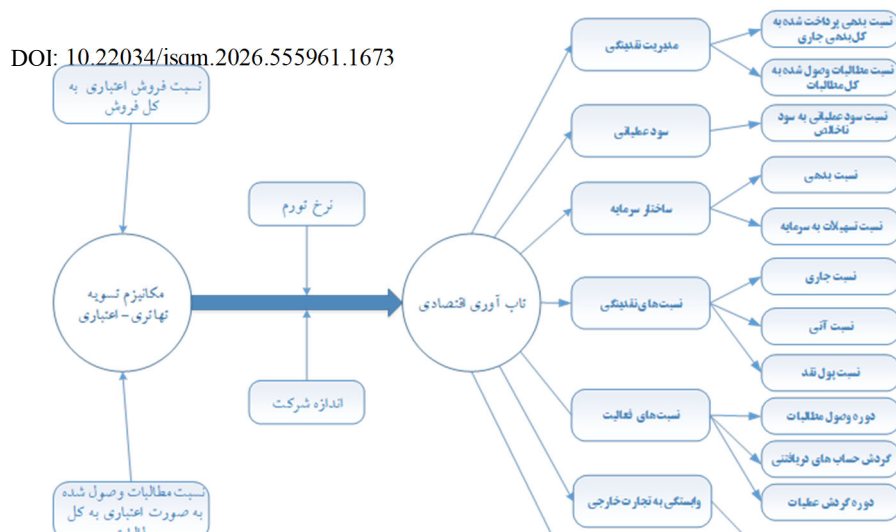 DOI: 10.22034/jsqm.2026.555961.1673
نسبت فروش اعتباری به
کل فروش
نرخ تورم
مکانیزم تسویه
تهاتری-اعتباری
اندازه شرکت
نسبت مطالبات وصول شده
به صورت اعتباری به کل
تاب آوری اقتصادی
مدیریت نقدینگی
نسبت بدهی پرداخت شده به
کل بدهی جاری
نسبت مطالبات وصول شده به
کل مطالبات
سود عملیاتی
نسبت سود عملیاتی به سود
ناخالص
ساختار سرمایه
نسبت بدهی
نسبت تسهیلات به سرمایه
نسبت‌های نقدینگی
نسبت جاری
نسبت آنی
نسبت پول نقد
نسبت‌های فعالیت
دوره وصول مطالبات
گردش حساب های دریافتنی
دوره گردش عملیات
وابستگی به تجارت خارجی